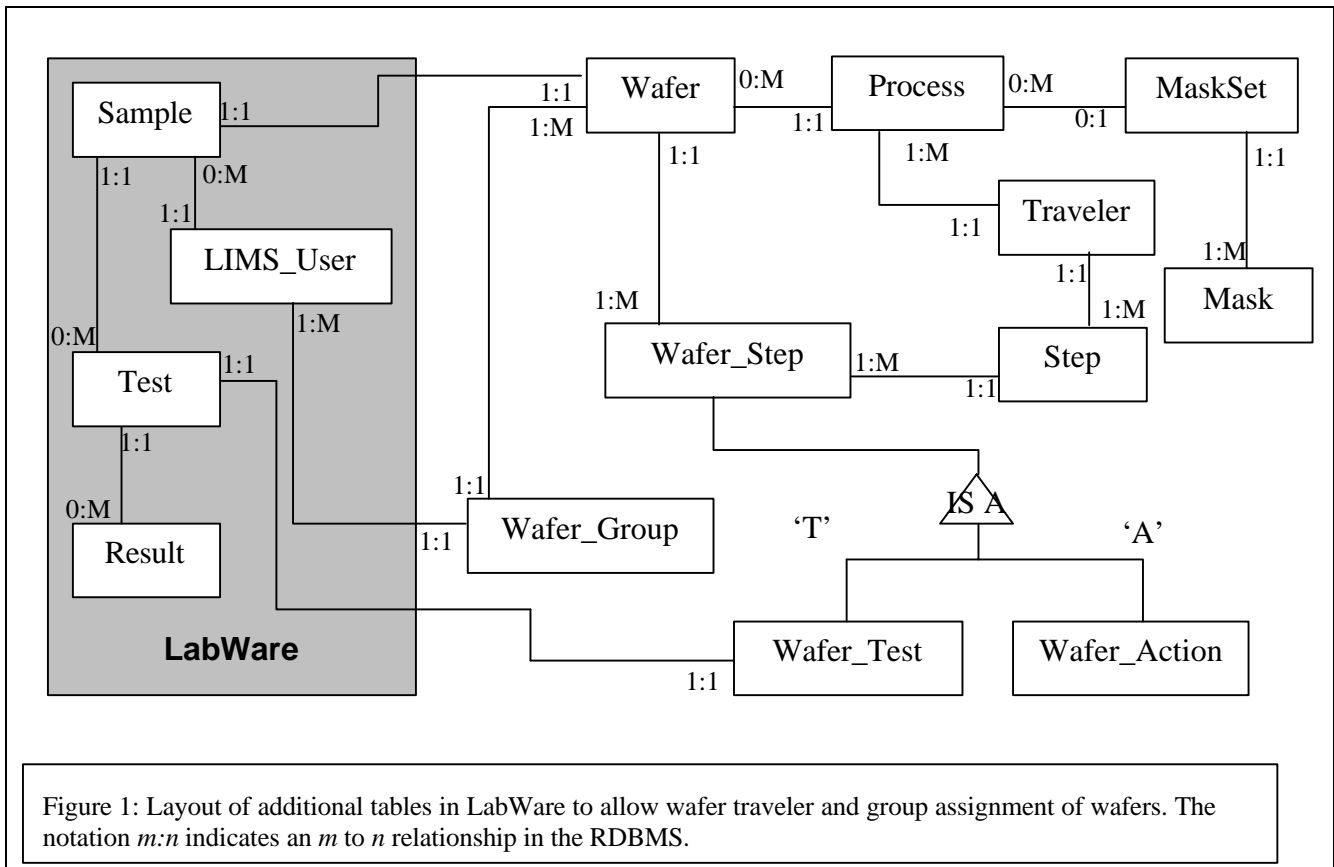 Sample
1:1
1:1
0:M
1:1
LIMS_User
1:M
0:M
Test
1:1
1:1
0:M
Result
LabWare
1:1
1:M
Wafer
0:M
1:1
Process
0:M
0:1
MaskSet
1:1
1:1
1:M
1:1
Traveler
1:1
1:M
Mask
1:M
Wafer_Step
1:M
1:1
1:M
Step
1:1
1:1
Wafer_Group
IS A
‘T’
‘A’
Wafer_Test
1:1
Wafer_Action
Figure 1: Layout of additional tables in LabWare to allow wafer traveler and group assignment of wafers. The
notation m:n indicates an m to n relationship in the RDBMS.